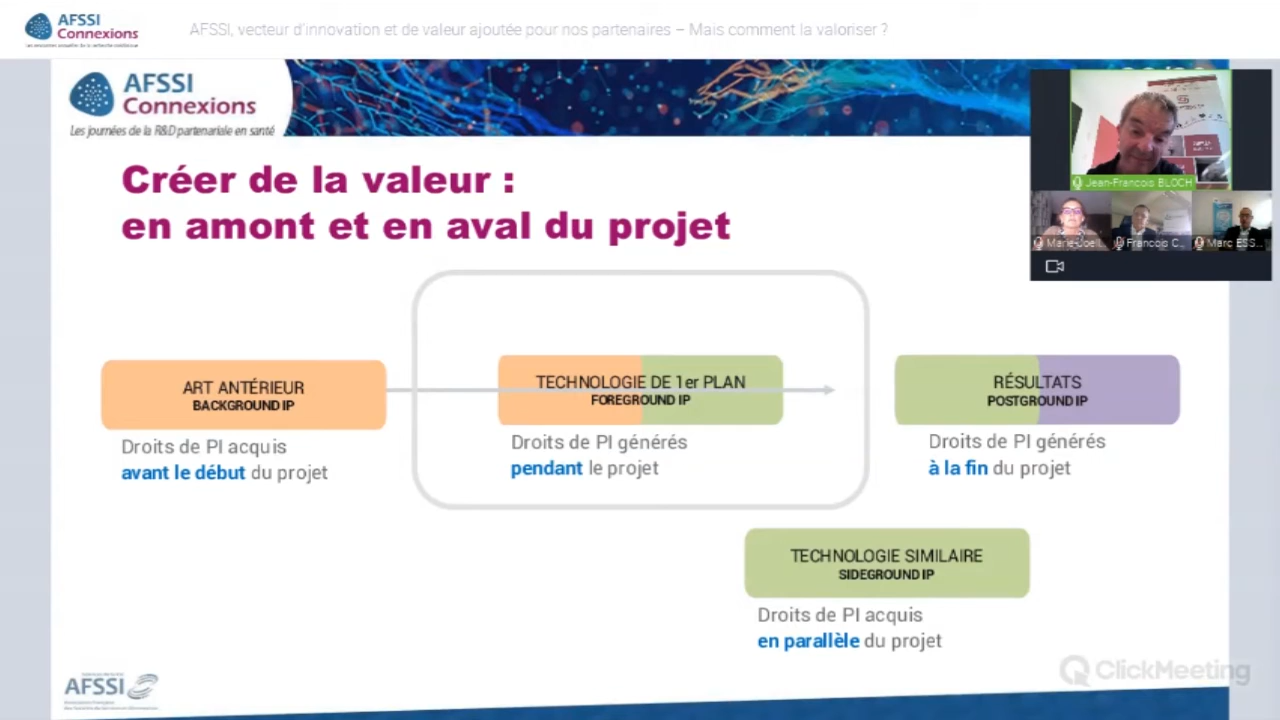 AFSSI
Connexions
AFSSI, vecteur d'innovation et de valeur ajoutée pour nos partenaires – Mais comment la valoriser ?
AFSSI
Connexions
Les journées de la R&D partenariale en santé
Créer de la valeur :
en amont et en aval du projet
Jean-Francois BLOCH
Marie-Joe
Francois C...
Marc ESS...
ART ANTÉRIEUR
BACKGROUND IP
Droits de PI acquis
avant le début du projet
TECHNOLOGIE DE 1er PLAN
FOREGROUND IP
Droits de PI générés
pendant le projet
RÉSULTATS
POSTGROUND IP
Droits de PI générés
à la fin du projet
TECHNOLOGIE SIMILAIRE
SIDEGROUND IP
Droits de PI acquis
en parallèle du projet
AFSSI
ClickMeeting